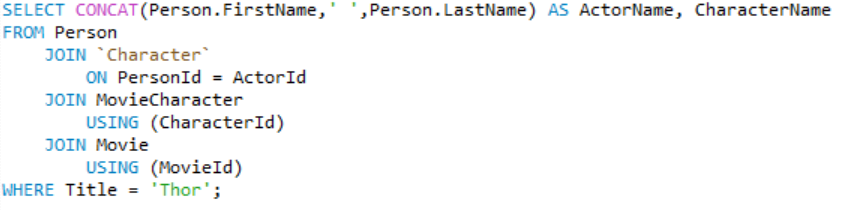 SELECT CONCAT(Person.FirstName,' ',Person.LastName) AS ActorName, CharacterName
FROM Person
    JOIN `Character`
        ON PersonId = ActorId
    JOIN MovieCharacter
        USING (CharacterId)
    JOIN Movie
        USING (MovieId)
WHERE Title = 'Thor';